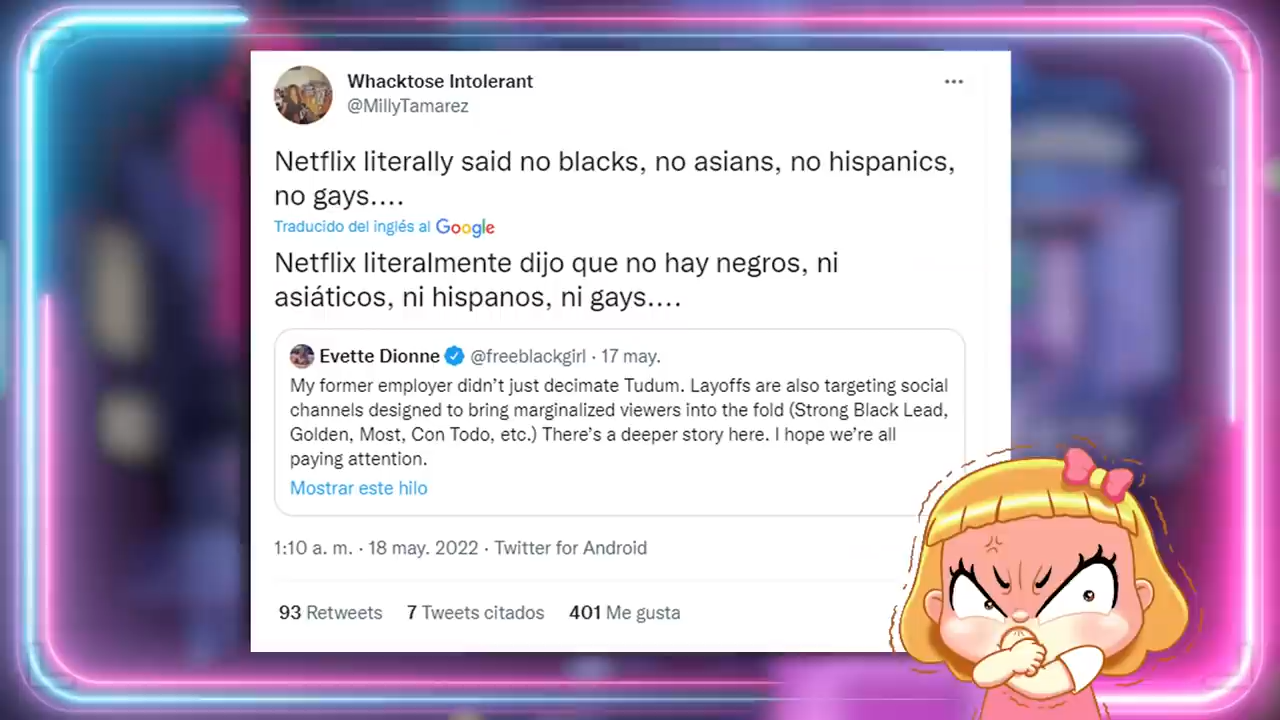 Whacktose Intolerant
@MillyTamarez
Netflix literally said no blacks, no asians, no hispanics,
no gays....
Traducido del inglés al Google
Netflix literalmente dijo que no hay negros, ni
asiáticos, ni hispanos, ni gays....
Evette Dionne @freeblackgirl · 17 may.
My former employer didn’t just decimate Tudum. Layoffs are also targeting social
channels designed to bring marginalized viewers into the fold (Strong Black Lead,
Golden, Most, Con Todo, etc.) There’s a deeper story here. I hope we’re all
paying attention.
Mostrar este hilo
1:10 a. m. · 18 may. 2022 · Twitter for Android
93 Retweets 7 Tweets citados 401 Me gusta